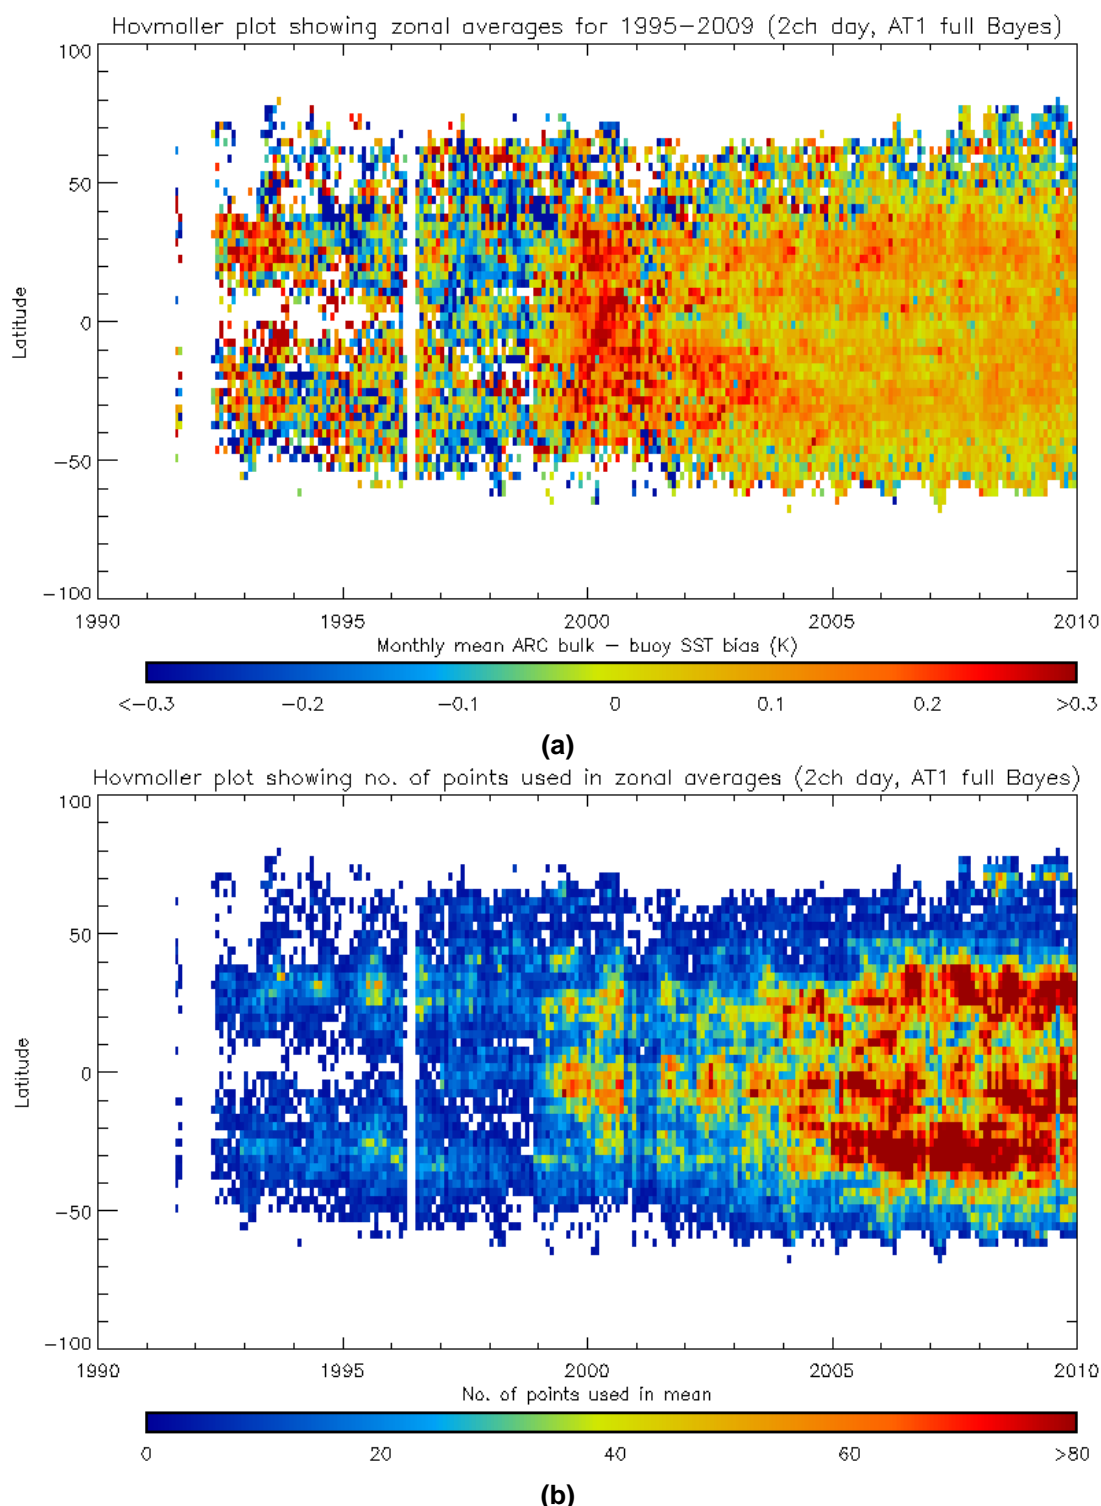 Hovmoller plot showing zonal averages for 1995-2009 (2ch day, AT1 full Bayes)
100
50
0
-50
-100
Latitude
1990 1995 2000 2005 2010
Monthly mean ARC bulk - buoy SST bias (K)
<-0.3 -0.2 -0.1 0 0.1 0.2 >0.3
(a)
Hovmoller plot showing no. of points used in zonal averages (2ch day, AT1 full Bayes)
100
50
0
-50
-100
Latitude
1990 1995 2000 2005 2010
No. of points used in mean
0 20 40 60 >80
(b)